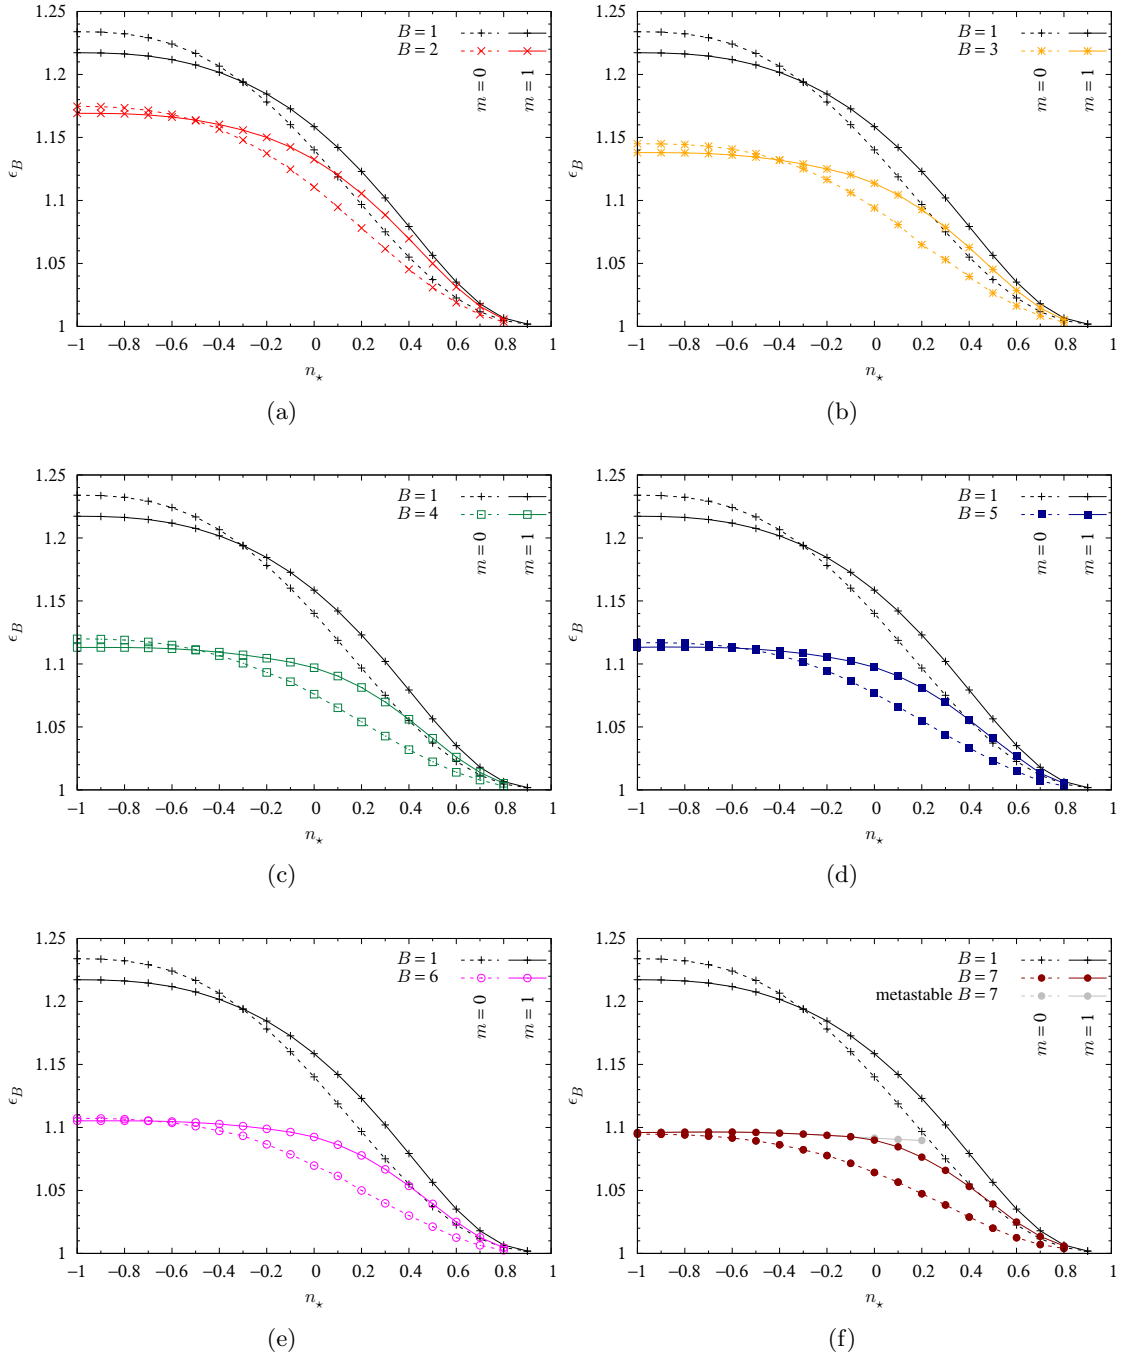 1.25
1.2
1.15
1.1
1.05
1
ϵ_B
−1 −0.8 −0.6 −0.4 −0.2 0 0.2 0.4 0.6 0.8 1
n⋆
B = 1
B = 2
m = 0
m = 1
(a)
1.25
1.2
1.15
1.1
1.05
1
ϵ_B
−1 −0.8 −0.6 −0.4 −0.2 0 0.2 0.4 0.6 0.8 1
n⋆
B = 1
B = 3
m = 0
m = 1
(b)
1.25
1.2
1.15
1.1
1.05
1
ϵ_B
−1 −0.8 −0.6 −0.4 −0.2 0 0.2 0.4 0.6 0.8 1
n⋆
B = 1
B = 4
m = 0
m = 1
(c)
1.25
1.2
1.15
1.1
1.05
1
ϵ_B
−1 −0.8 −0.6 −0.4 −0.2 0 0.2 0.4 0.6 0.8 1
n⋆
B = 1
B = 5
m = 0
m = 1
(d)
1.25
1.2
1.15
1.1
1.05
1
ϵ_B
−1 −0.8 −0.6 −0.4 −0.2 0 0.2 0.4 0.6 0.8 1
n⋆
B = 1
B = 6
m = 0
m = 1
(e)
1.25
1.2
1.15
1.1
1.05
1
ϵ_B
−1 −0.8 −0.6 −0.4 −0.2 0 0.2 0.4 0.6 0.8 1
n⋆
B = 1
B = 7
metastable B = 7
m = 0
m = 1
(f)